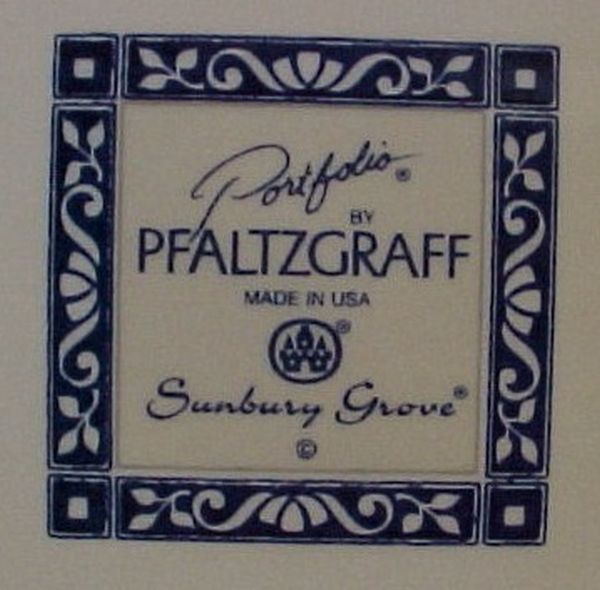 Portfolio®
BY
PFALTZGRAFF
MADE IN USA
®
Sunbury Grove®
©